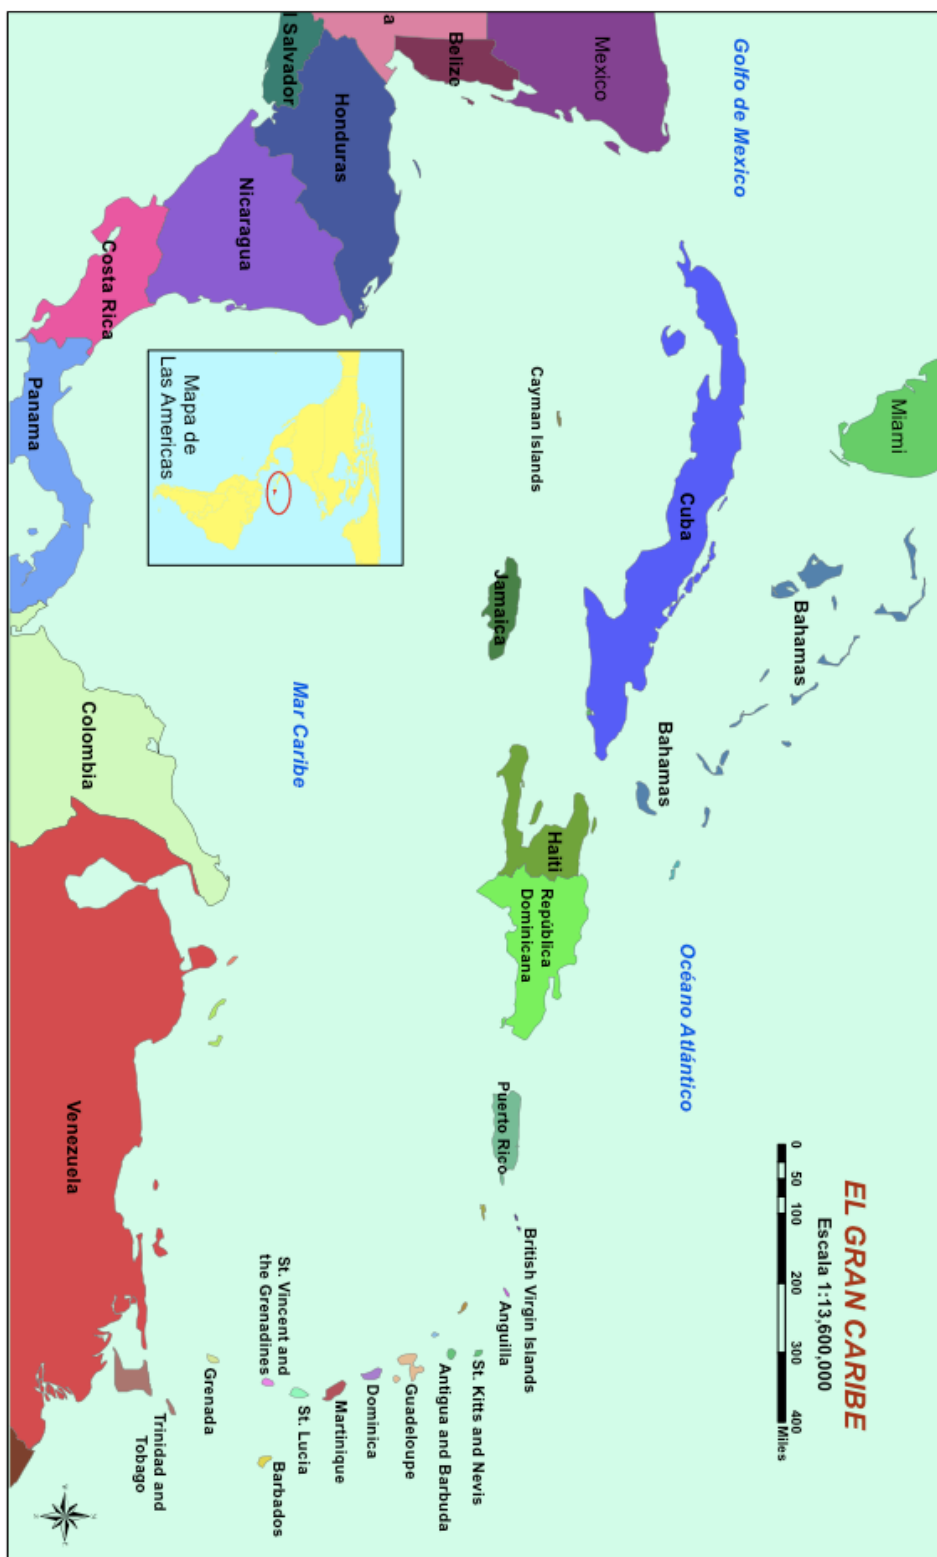 EL GRAN CARIBE
Escala 1:13,600,000
0 50 100 200 300 400
Miles
Golfo de Mexico
Miami
Bahamas
Bahamas
Océano Atlántico
Mexico
Cuba
Belize
a
Cayman Islands
Jamaica
Haiti
República
Dominicana
Puerto Rico
British Virgin Islands
Anguilla
St. Kitts and Nevis
Antigua and Barbuda
Guadeloupe
Dominica
Martinique
St. Lucia
St. Vincent and
the Grenadines
Barbados
Grenada
Trinidad and
Tobago
Honduras
l Salvador
Nicaragua
Mar Caribe
Costa Rica
Mapa de
Las Americas
Panama
Colombia
Venezuela